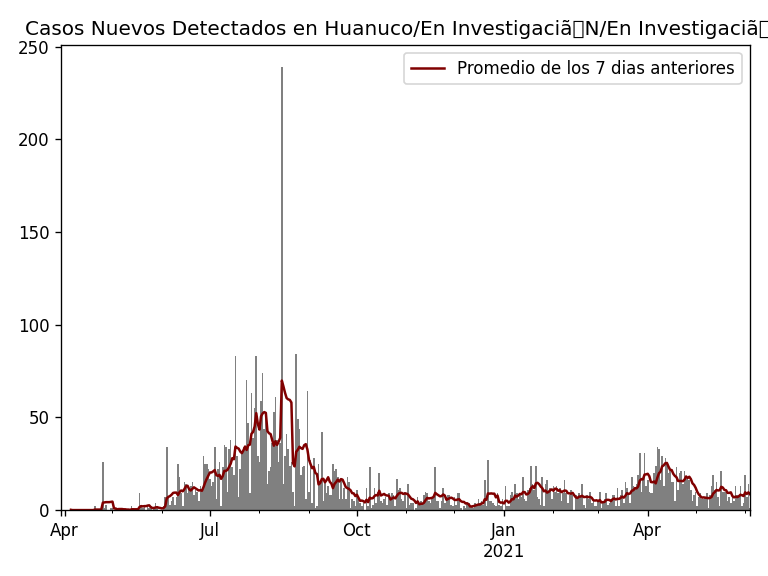 Casos Nuevos Detectados en Huanuco/En Investigaciã▯N/En Investigaciã▯
Promedio de los 7 dias anteriores
250
200
150
100
50
0
Apr Jul Oct Jan Apr
2021